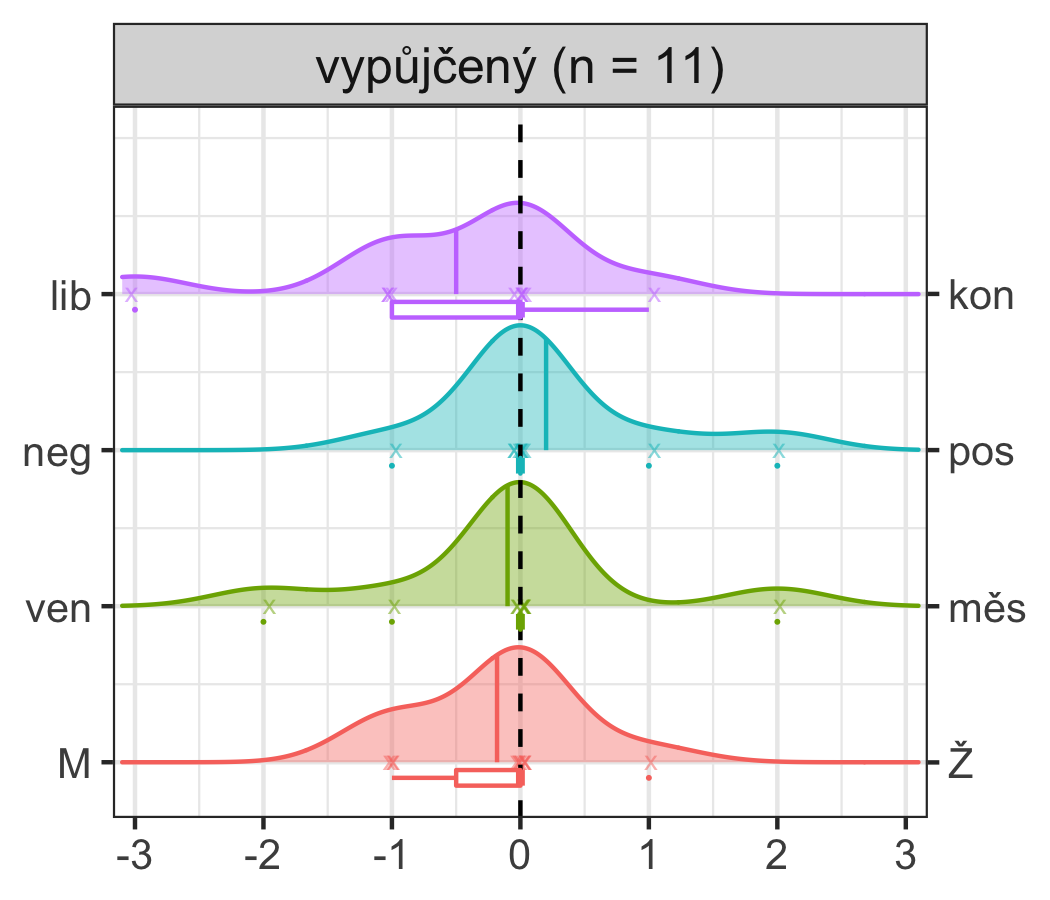 vypůjčený (n = 11)
lib kon
neg pos
ven měs
M Ž
-3 -2 -1 0 1 2 3